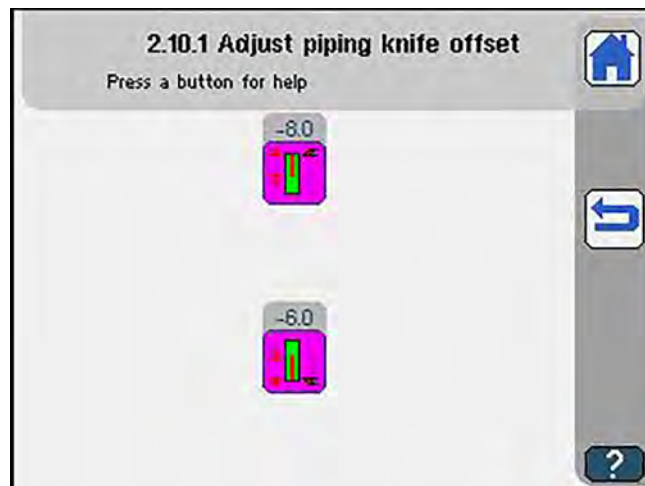 2.10.1 Adjust piping knife offset
Press a button for help
-8.0
-6.0
?